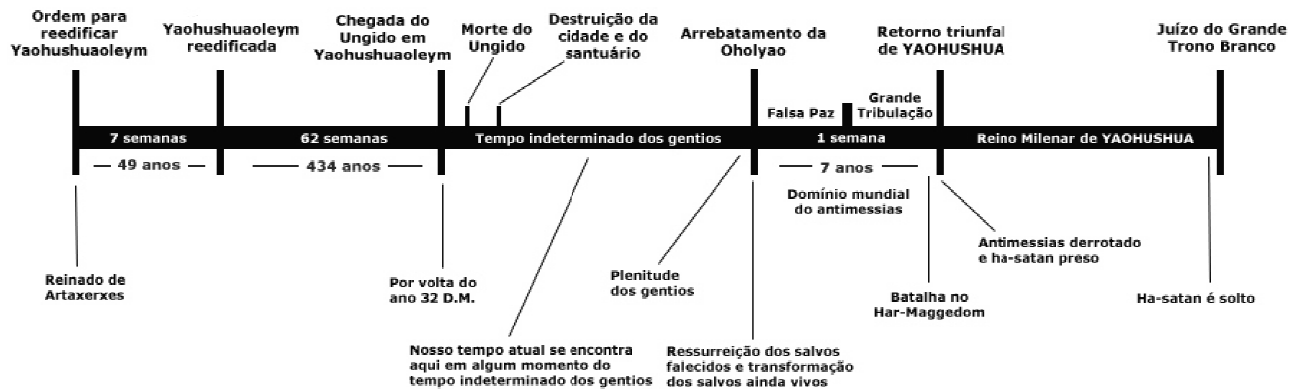 Ordem para
reedificar
Yaohushuaoleym
Yaohushuaoleym
reedificada
Chegada do
Ungido em
Yaohushuaoleym
Morte do
Ungido
Destruição da
cidade e do
santuário
Arrebatamento da
Oholyao
Retorno triunfal
de YAOHUSHUA
Juízo do Grande
Trono Branco
Falsa Paz
Grande
Tribulação
7 semanas
62 semanas
Tempo indeterminado dos gentios
1 semana
Reino Milenar de YAOHUSHUA
49 anos
434 anos
7 anos
Domínio mundial
do antimessias
Reinado de
Artaxerxes
Por volta do
ano 32 D.M.
Plenitude
dos gentios
Antimessias derrotado
e ha-satan preso
Batalha no
Har-Maggedom
Ha-satan é solto
Nosso tempo atual se encontra
aqui em algum momento do
tempo indeterminado dos gentios
Ressurreição dos salvos
falecidos e transformação
dos salvos ainda vivos